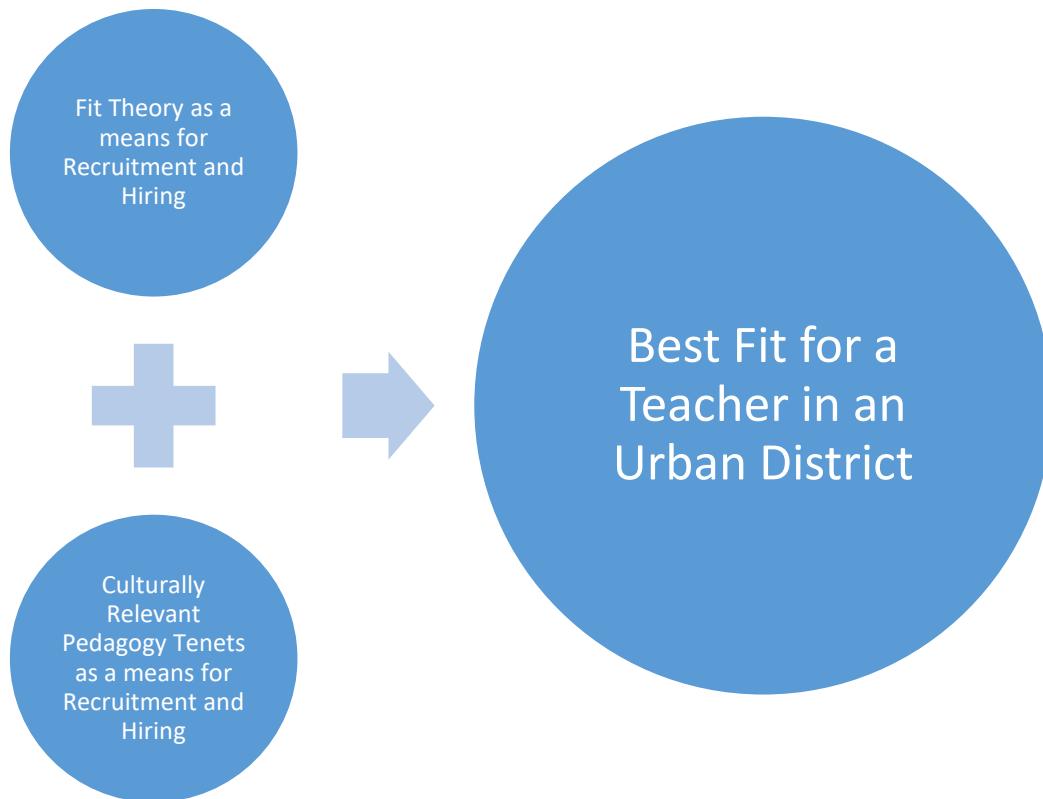 Fit Theory as a
means for
Recruitment and
Hiring
Culturally
Relevant
Pedagogy Tenets
as a means for
Recruitment and
Hiring
Best Fit for a
Teacher in an
Urban District